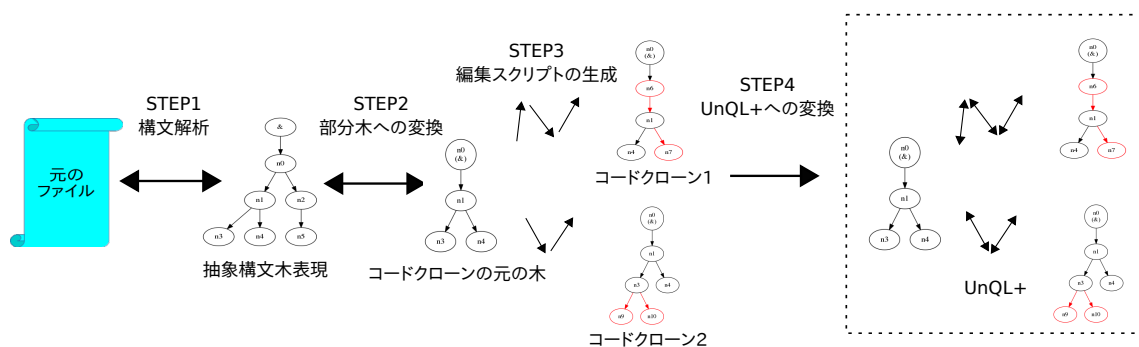 元の
ファイル
STEP1
構文解析
&
n0
n1
n2
n3
n4
n5
抽象構文木表現
STEP2
部分木への変換
n0
(&)
n1
n3
n4
コードクローンの元の木
STEP3
編集スクリプトの生成
n0
(&)
n6
n1
n4
n7
コードクローン1
n0
(&)
n1
n3
n4
n9
n10
コードクローン2
STEP4
UnQL+への変換
n0
(&)
n1
n3
n4
UnQL+
n0
(&)
n6
n1
n4
n7
n0
(&)
n1
n3
n4
n9
n10